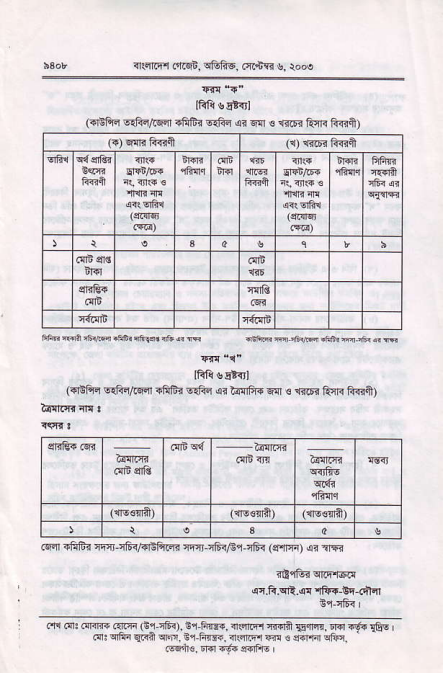 ৯৪০৮ বাংলাদেশ গেজেট, অতিরিক্ত, সেপ্টেম্বর ৬, ২০০৩
ফরম “ক”
[বিধি ৬ দ্রষ্টব্য]
(কাউন্সিল তহবিল/জেলা কমিটির তহবিল এর জমা ও খরচের হিসাব বিবরণী)
(ক) জমার বিবরণী (খ) খরচের বিবরণী
তারিখ অর্থ প্রাপ্তির ব্যাংক টাকার মোট খরচ ব্যাংক টাকার সিনিয়র
উৎসের ড্রাফট/চেক পরিমাণ টাকা খাতের ড্রাফট/চেক পরিমাণ সহকারী
বিবরণী নং, ব্যাংক ও বিবরণী নং, ব্যাংক ও সচিব এর
শাখার নাম শাখার নাম অনুস্বাক্ষর
এবং তারিখ এবং তারিখ
(প্রযোজ্য (প্রযোজ্য
ক্ষেত্রে) ক্ষেত্রে)
১ ২ ৩ ৪ ৫ ৬ ৭ ৮ ৯
মোট প্রাপ্ত মোট
টাকা খরচ
প্রারম্ভিক সমাপ্তি
মোট জের
সর্বমোট সর্বমোট
সিনিয়র সহকারী সচিব/জেলা কমিটির দায়িত্বপ্রাপ্ত ব্যক্তি এর স্বাক্ষর কাউন্সিলের সদস্য-সচিব/জেলা কমিটির সদস্য-সচিব এর স্বাক্ষর
ফরম “খ”
[বিধি ৬ দ্রষ্টব্য]
(কাউন্সিল তহবিল/জেলা কমিটির তহবিল এর ত্রৈমাসিক জমা ও খরচের হিসাব বিবরণী)
ত্রৈমাসের নাম ঃ
বৎসর ঃ
প্রারম্ভিক জের ______ মোট অর্থ ______ ত্রৈমাসের ______ মন্তব্য
ত্রৈমাসের মোট ব্যয় ত্রৈমাসের
মোট প্রাপ্তি অব্যয়িত
অর্থের
পরিমাণ
(খাতওয়ারী) (খাতওয়ারী) (খাতওয়ারী)
১ ২ ৩ ৪ ৫ ৬
জেলা কমিটির সদস্য-সচিব/কাউন্সিলের সদস্য-সচিব/উপ-সচিব (প্রশাসন) এর স্বাক্ষর
রাষ্ট্রপতির আদেশক্রমে
এস.বি.আই.এম শফিক-উদ-দৌলা
উপ-সচিব।
শেখ মোঃ মোবারক হোসেন (উপ-সচিব), উপ-নিয়ন্ত্রক, বাংলাদেশ সরকারী মুদ্রণালয়, ঢাকা কর্তৃক মুদ্রিত।
মোঃ আমিন জুবেরী আলম, উপ-নিয়ন্ত্রক, বাংলাদেশ ফরম ও প্রকাশনা অফিস,
তেজগাঁও, ঢাকা কর্তৃক প্রকাশিত।